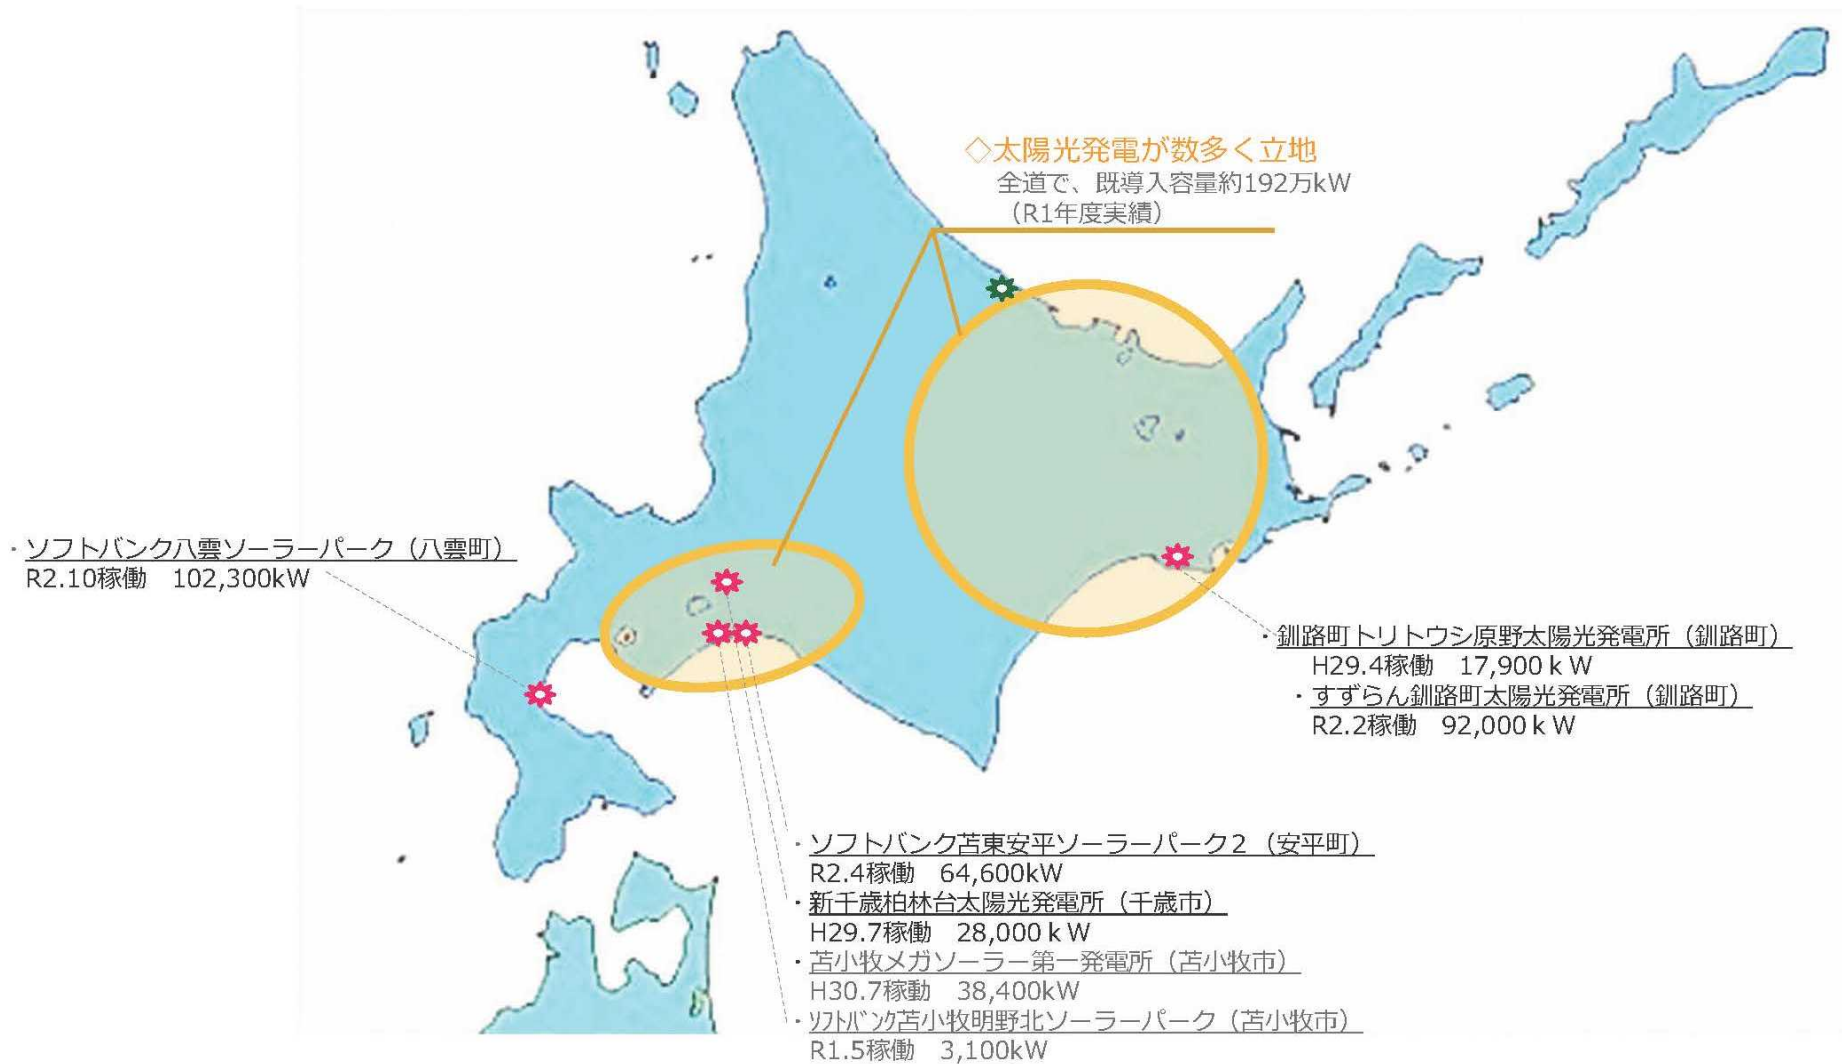 ◇太陽光発電が数多く立地
全道で、既導入容量約192万kW
（R1年度実績）
・ソフトバンク八雲ソーラーパーク（八雲町）
R2.10稼働　102,300kW
・釧路町トリトウシ原野太陽光発電所（釧路町）
H29.4稼働　17,900ｋW
・すずらん釧路町太陽光発電所（釧路町）
R2.2稼働　92,000ｋW
・ソフトバンク苫東安平ソーラーパーク２（安平町）
R2.4稼働　64,600kW
・新千歳柏林台太陽光発電所（千歳市）
H29.7稼働　28,000ｋW
・苫小牧メガソーラー第一発電所（苫小牧市）
H30.7稼動　38,400kW
・ｿﾌﾄﾊﾞﾝｸ苫小牧明野北ソーラーパーク（苫小牧市）
R1.5稼働　3,100kW